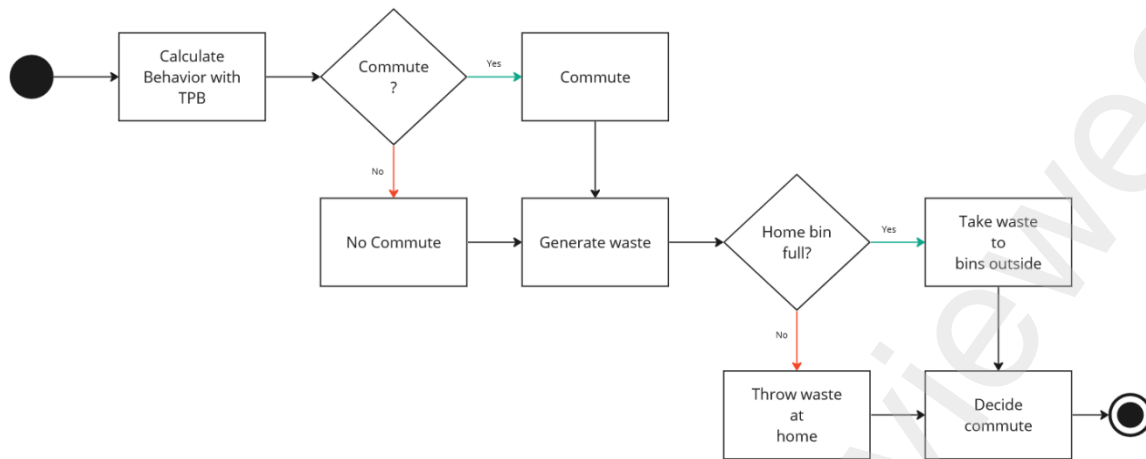 Calculate
Behavior with
TPB
Commute
?
Yes
Commute
No
No Commute
Generate waste
Home bin
full?
Yes
Take waste
to
bins outside
No
Throw waste
at
home
Decide
commute